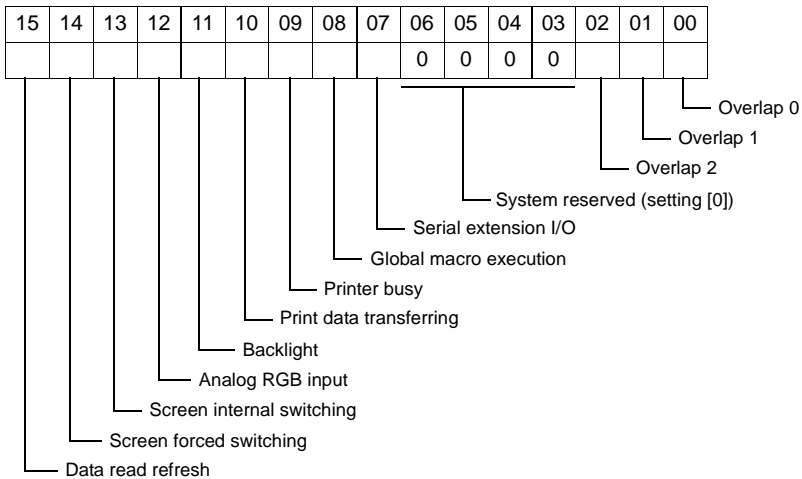 15 14 13 12 11 10 09 08 07 06 05 04 03 02 01 00
0 0 0 0
Overlap 0
Overlap 1
Overlap 2
System reserved (setting [0])
Serial extension I/O
Global macro execution
Printer busy
Print data transferring
Backlight
Analog RGB input
Screen internal switching
Screen forced switching
Data read refresh